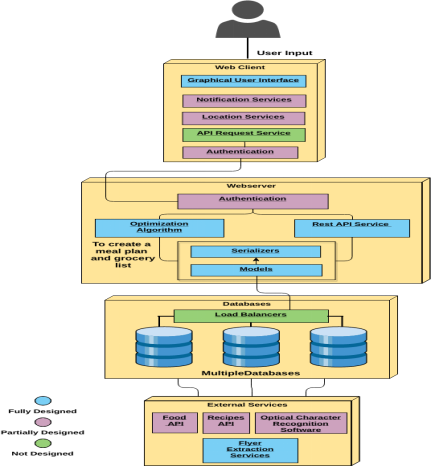 User Input
Web Client
Graphical User Interface
Notification Services
Location Services
API Request Service
Authentication
Webserver
Authentication
Optimization
Algorithm
Rest API Service
To create a
meal plan
and grocery
list
Serializers
Models
Databases
Load Balancers
MultipleDatabases
External Services
Food
API
Recipes
API
Optical Character
Recognition
Software
Flyer
Extraction
Services
Fully Designed
Partially Designed
Not Designed